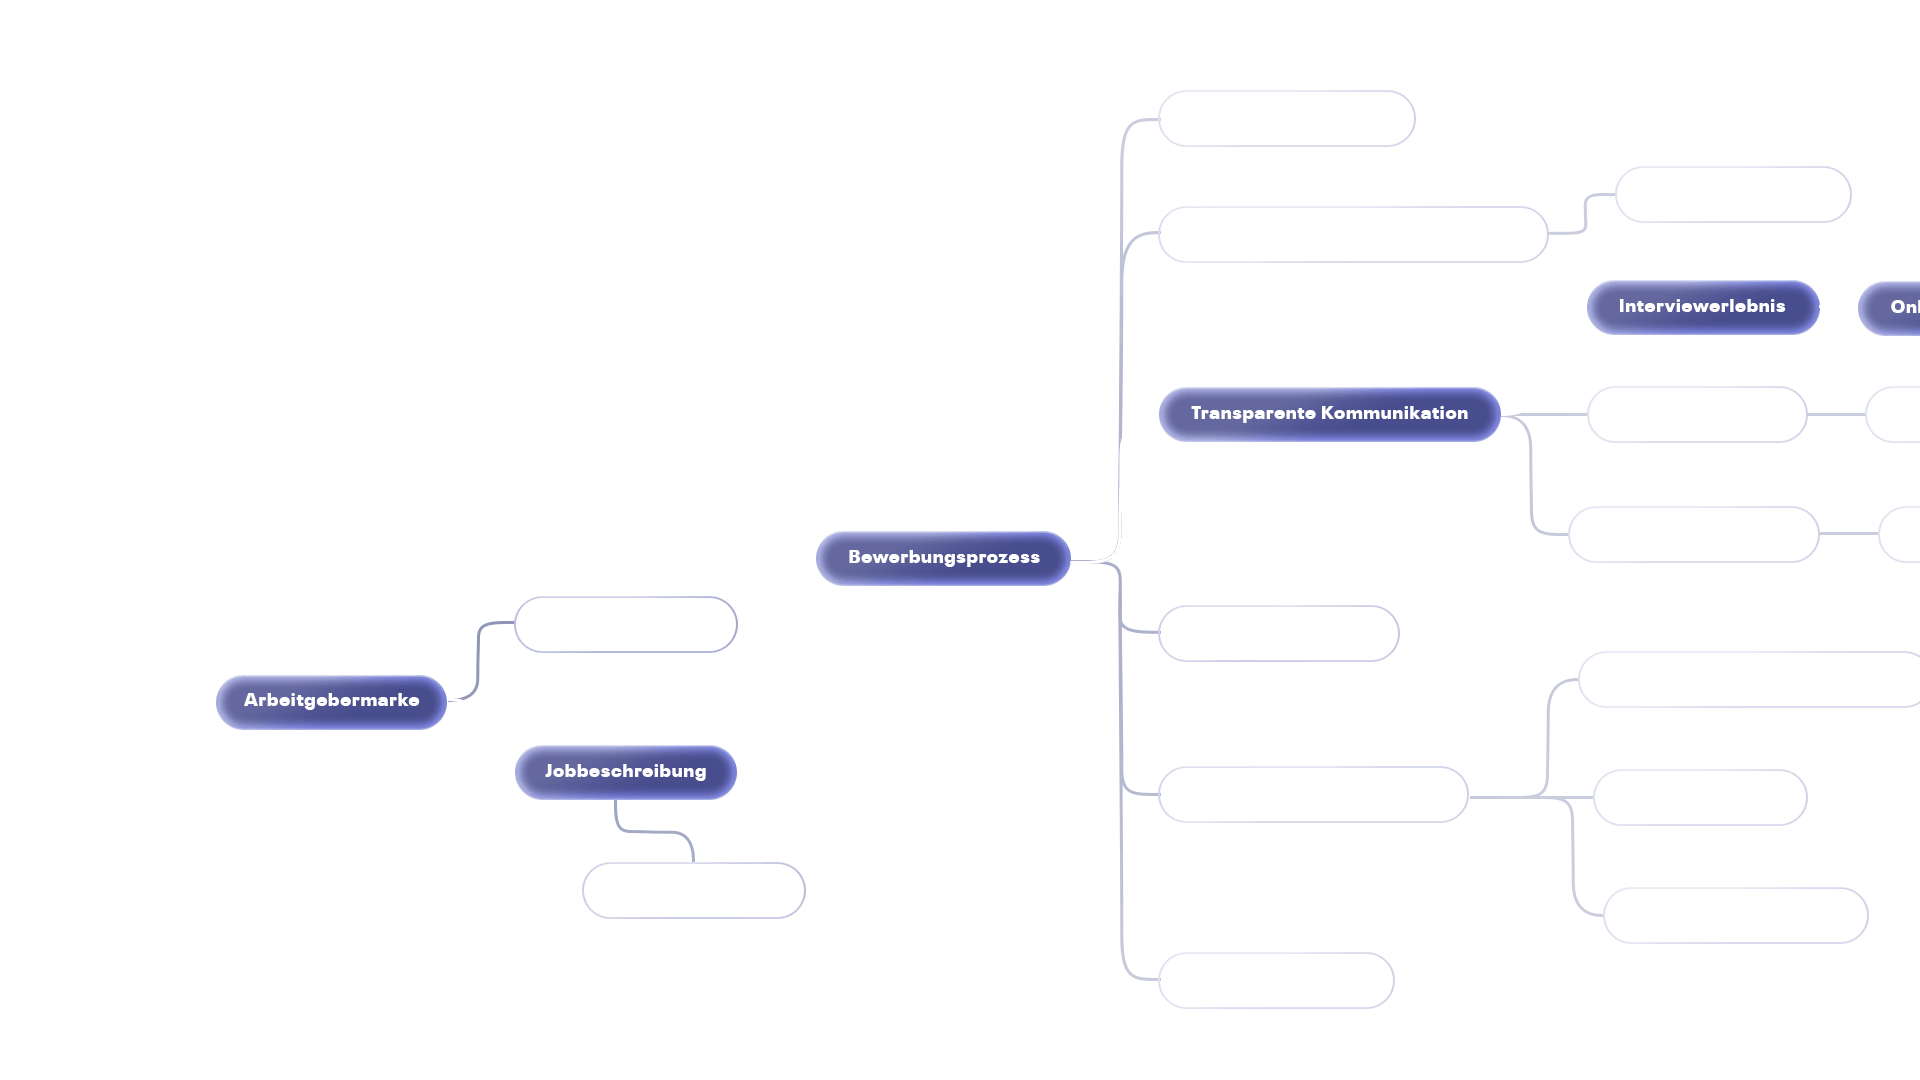 Interviewerlebnis
Transparente Kommunikation
Bewerbungsprozess
Arbeitgebermarke
Jobbeschreibung